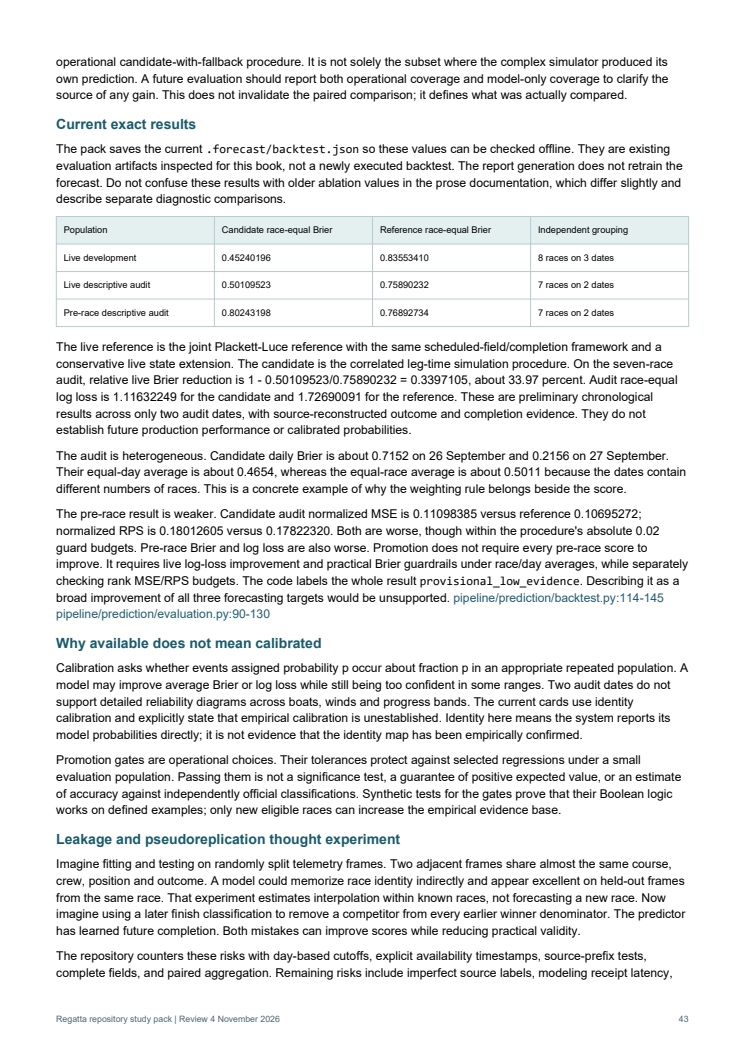 operational candidate-with-fallback procedure. It is not solely the subset where the complex simulator produced its
own prediction. A future evaluation should report both operational coverage and model-only coverage to clarify the
source of any gain. This does not invalidate the paired comparison; it defines what was actually compared.
Current exact results
The pack saves the current .forecast/backtest.json so these values can be checked offline. They are existing
evaluation artifacts inspected for this book, not a newly executed backtest. The report generation does not retrain the
forecast. Do not confuse these results with older ablation values in the prose documentation, which differ slightly and
describe separate diagnostic comparisons.
Population Candidate race-equal Brier Reference race-equal Brier Independent grouping
Live development 0.45240196 0.83553410 8 races on 3 dates
Live descriptive audit 0.50109523 0.75890232 7 races on 2 dates
Pre-race descriptive audit 0.80243198 0.76892734 7 races on 2 dates
The live reference is the joint Plackett-Luce reference with the same scheduled-field/completion framework and a
conservative live state extension. The candidate is the correlated leg-time simulation procedure. On the seven-race
audit, relative live Brier reduction is 1 - 0.50109523/0.75890232 = 0.3397105, about 33.97 percent. Audit race-equal
log loss is 1.11632249 for the candidate and 1.72690091 for the reference. These are preliminary chronological
results across only two audit dates, with source-reconstructed outcome and completion evidence. They do not
establish future production performance or calibrated probabilities.
The audit is heterogeneous. Candidate daily Brier is about 0.7152 on 26 September and 0.2156 on 27 September.
Their equal-day average is about 0.4654, whereas the equal-race average is about 0.5011 because the dates contain
different numbers of races. This is a concrete example of why the weighting rule belongs beside the score.
The pre-race result is weaker. Candidate audit normalized MSE is 0.11098385 versus reference 0.10695272;
normalized RPS is 0.18012605 versus 0.17822320. Both are worse, though within the procedure's absolute 0.02
guard budgets. Pre-race Brier and log loss are also worse. Promotion does not require every pre-race score to
improve. It requires live log-loss improvement and practical Brier guardrails under race/day averages, while separately
checking rank MSE/RPS budgets. The code labels the whole result provisional_low_evidence. Describing it as a
broad improvement of all three forecasting targets would be unsupported. pipeline/prediction/backtest.py:114-145
pipeline/prediction/evaluation.py:90-130
Why available does not mean calibrated
Calibration asks whether events assigned probability p occur about fraction p in an appropriate repeated population. A
model may improve average Brier or log loss while still being too confident in some ranges. Two audit dates do not
support detailed reliability diagrams across boats, winds and progress bands. The current cards use identity
calibration and explicitly state that empirical calibration is unestablished. Identity here means the system reports its
model probabilities directly; it is not evidence that the identity map has been empirically confirmed.
Promotion gates are operational choices. Their tolerances protect against selected regressions under a small
evaluation population. Passing them is not a significance test, a guarantee of positive expected value, or an estimate
of accuracy against independently official classifications. Synthetic tests for the gates prove that their Boolean logic
works on defined examples; only new eligible races can increase the empirical evidence base.
Leakage and pseudoreplication thought experiment
Imagine fitting and testing on randomly split telemetry frames. Two adjacent frames share almost the same course,
crew, position and outcome. A model could memorize race identity indirectly and appear excellent on held-out frames
from the same race. That experiment estimates interpolation within known races, not forecasting a new race. Now
imagine using a later finish classification to remove a competitor from every earlier winner denominator. The predictor
has learned future completion. Both mistakes can improve scores while reducing practical validity.
The repository counters these risks with day-based cutoffs, explicit availability timestamps, source-prefix tests,
complete fields, and paired aggregation. Remaining risks include imperfect source labels, modeling receipt latency,
Regatta repository study pack | Review 4 November 2026 43